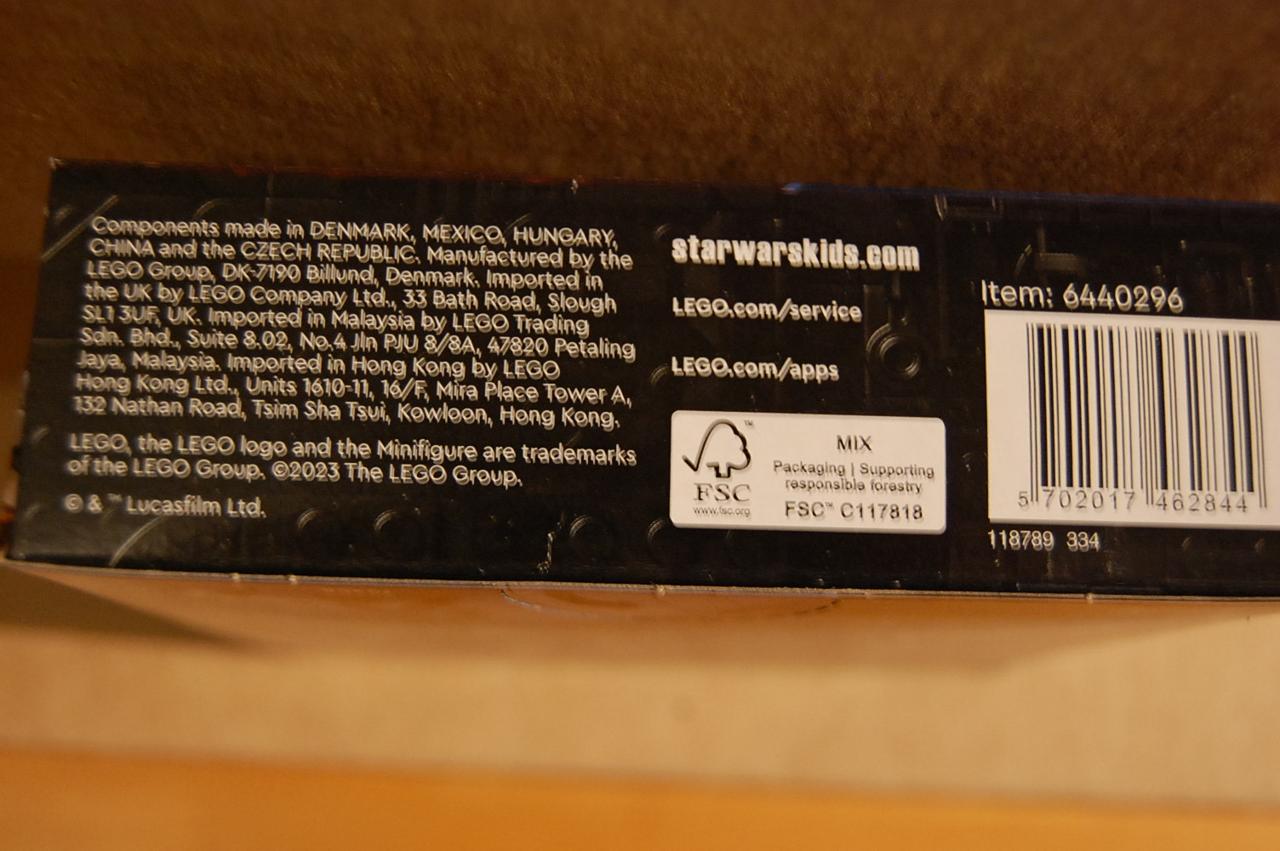 Components made in DENMARK, MEXICO, HUNGARY,
CHINA and the CZECH REPUBLIC. Manufactured by the
LEGO Group. DK-7190 Billund, Denmark. Imported in
the UK by LEGO Company Ltd., 33 Bath Road, Slough
SL1 3UF, UK. Imported in Malaysia by LEGO Trading
Sdn. Bhd., Suite 8.02, No.4 Jln PJU 8/8A, 47820 Petaling
Jaya, Malaysia. Imported in Hong Kong by LEGO
Hong Kong Ltd., Units 1610-11, 16/F, Mira Place Tower A,
132 Nathan Road, Tsim Sha Tsui, Kowloon, Hong Kong.
LEGO, the LEGO logo and the Minifigure are trademarks
of the LEGO Group. ©2023 The LEGO Group.
© & ™ Lucasfilm Ltd.
starwarskids.com
LEGO.com/service
LEGO.com/apps
™
FSC
www.fsc.org
MIX
Packaging | Supporting
responsible forestry
FSC™ C117818
Item: 6440296
5 702017 462844
118789 334